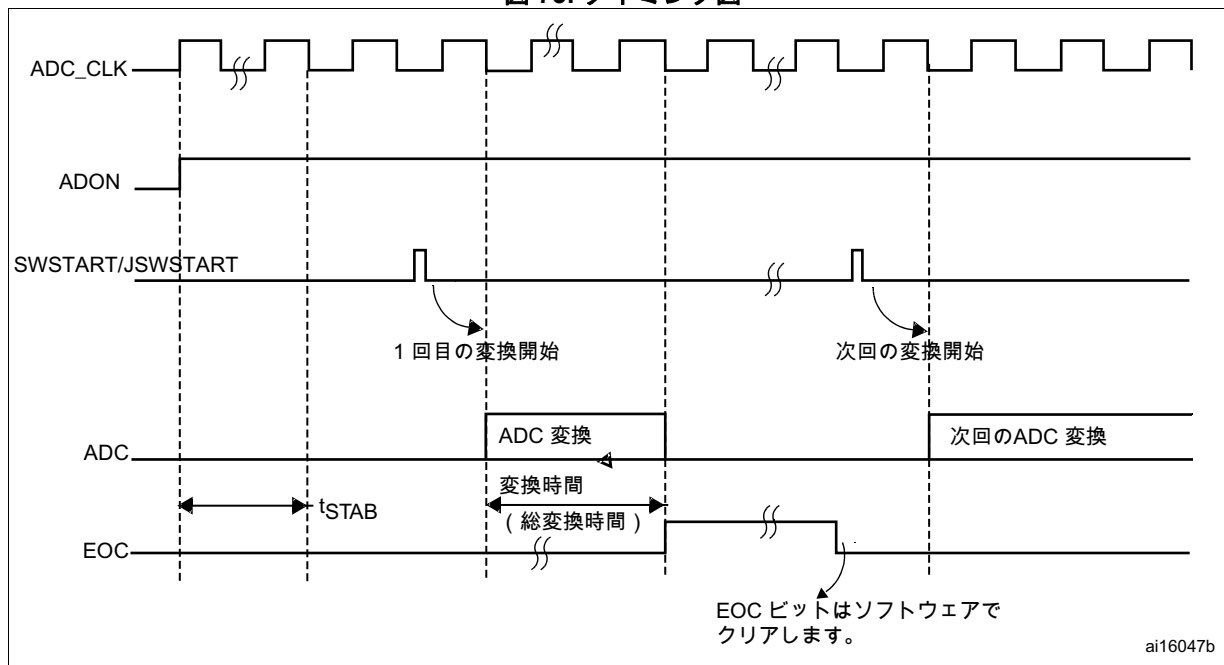 ADC_CLK
ADON
SWSTART/JSWSTART
1 回目の変換開始
次回の変換開始
ADC
ADC 変換
次回のADC 変換
変換時間
(総変換時間)
tSTAB
EOC
EOC ビットはソフトウェアで
クリアします。
ai16047b